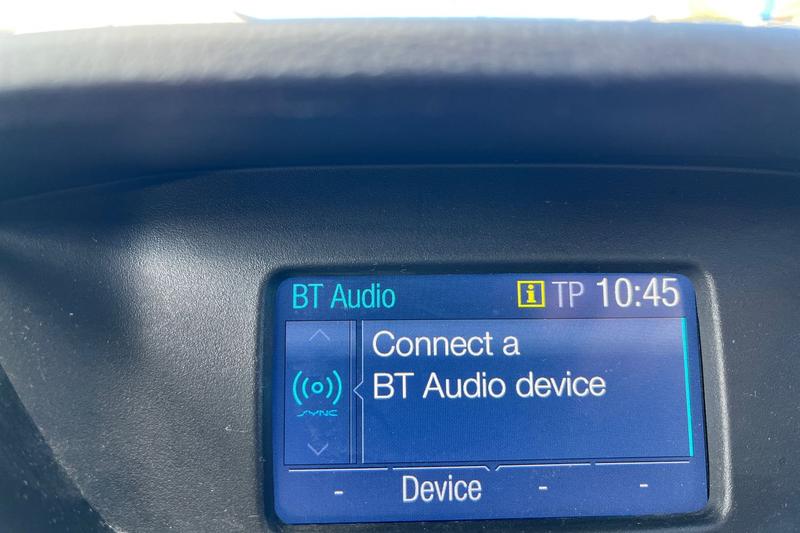 BT Audio i TP 10:45
Connect a
BT Audio device
SYNC
- Device - -